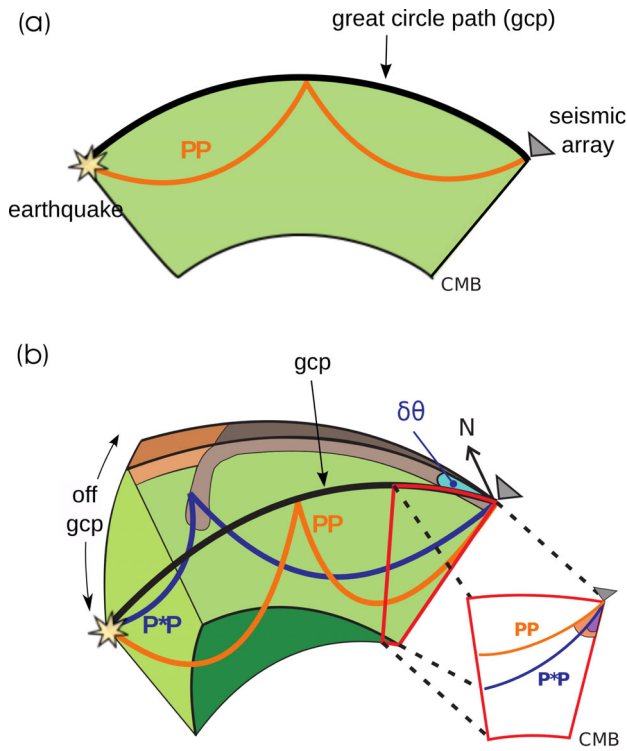 (a)
great circle path (gcp)
seismic
array
PP
earthquake
CMB
(b)
gcp
δθ
N
off
gcp
PP
P*P
PP
P*P
CMB